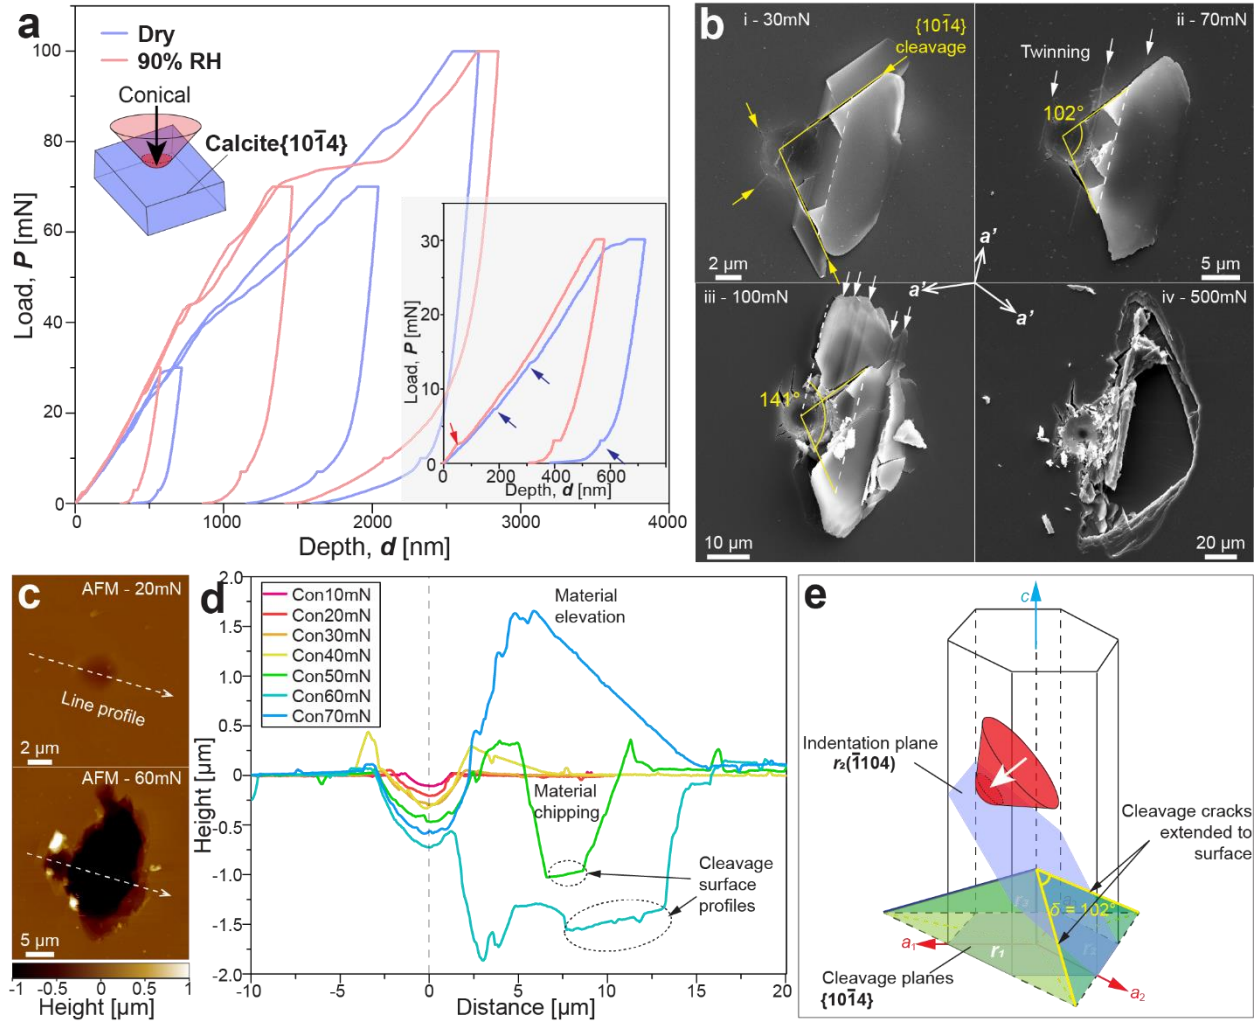 a
Dry
90% RH
Conical
Calcite{101̄4}
Load, P [mN]
100
80
60
40
20
0
0
1000
2000
3000
4000
Depth, d [nm]
Load, P [mN]
30
20
10
0
0
200
400
600
Depth, d [nm]
b
i - 30mN
{101̄4}
cleavage
2 µm
ii - 70mN
Twinning
102°
5 µm
a'
a'
a'
iii - 100mN
141°
10 µm
iv - 500mN
20 µm
c
AFM - 20mN
Line profile
2 µm
AFM - 60mN
5 µm
-1
-0.5
0
0.5
1
Height [µm]
d
Con10mN
Con20mN
Con30mN
Con40mN
Con50mN
Con60mN
Con70mN
Material
elevation
Material
chipping
Cleavage
surface
profiles
Height [µm]
2.0
1.5
1.0
0.5
0
-0.5
-1.0
-1.5
-2.0
-10
-5
0
5
10
15
20
Distance [µm]
e
c
Indentation plane
r₂(1̄104)
Cleavage cracks
extended to
surface
δ = 102°
r₃
r₁
r₂
a₁
a₂
Cleavage planes
{101̄4}